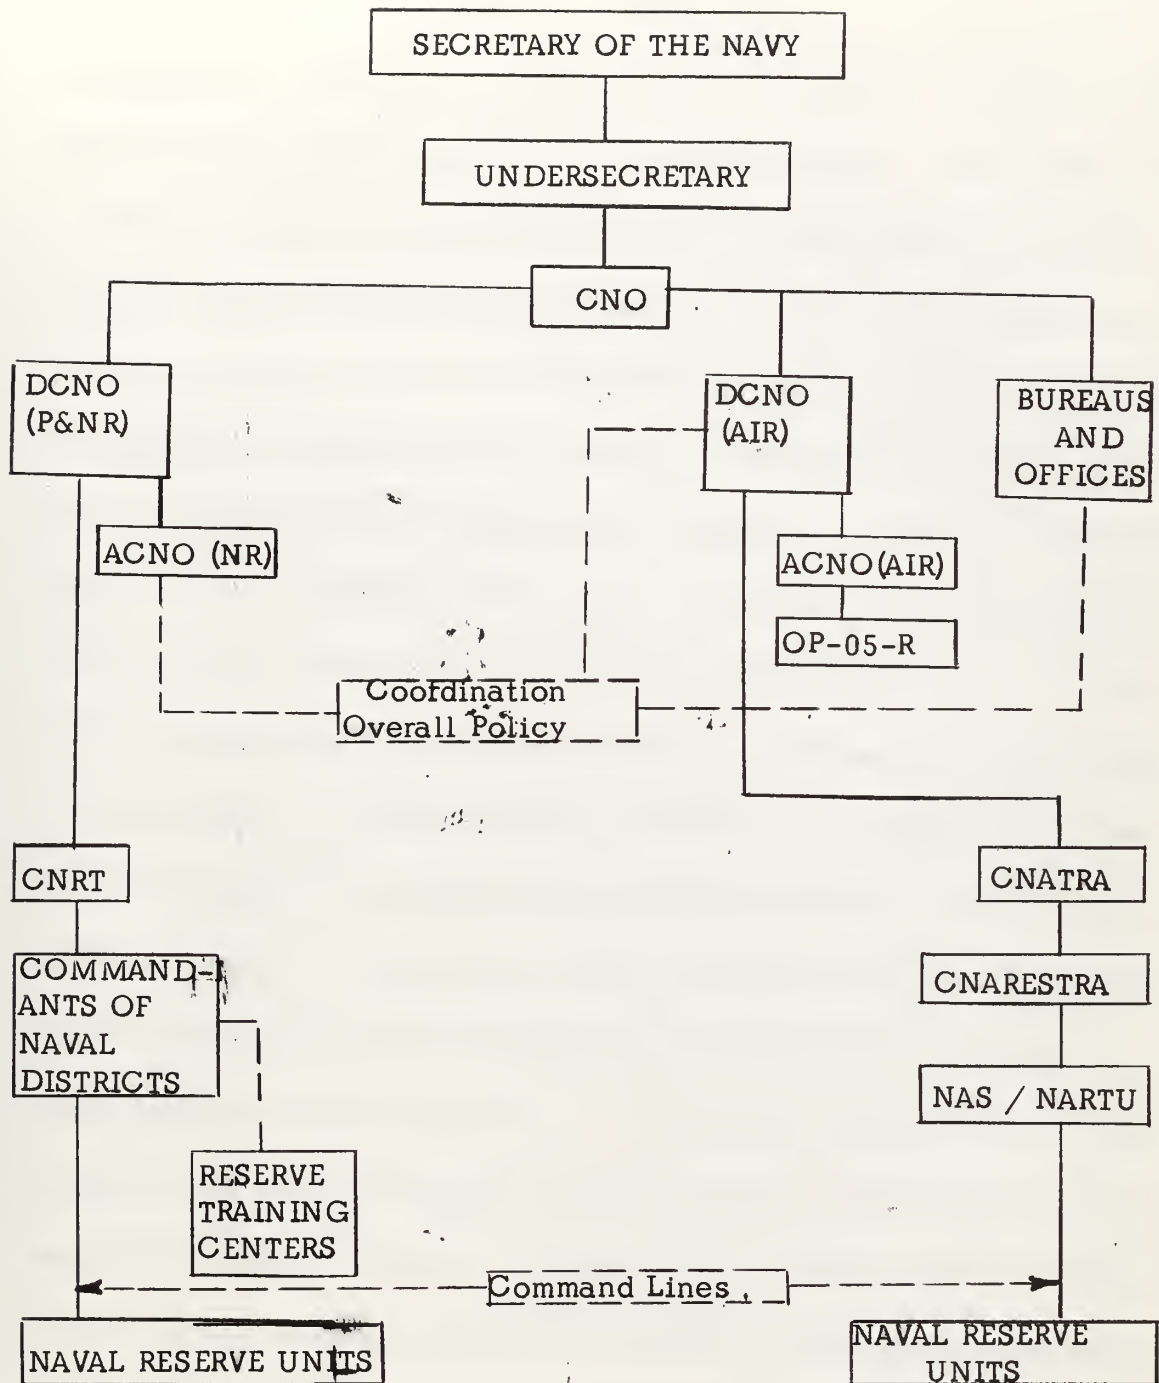 SECRETARY OF THE NAVY
UNDERSECRETARY
CNO
DCNO
(P&NR)
DCNO
(AIR)
BUREAUS
AND
OFFICES
ACNO (NR)
ACNO (AIR)
OP-05-R
Coordination
Overall Policy
CNRT
CNATRA
COMMAND-
ANTS OF
NAVAL
DISTRICTS
CNARESTRA
NAS / NARTU
RESERVE
TRAINING
CENTERS
Command Lines
NAVAL RESERVE UNITS
NAVAL RESERVE
UNITS